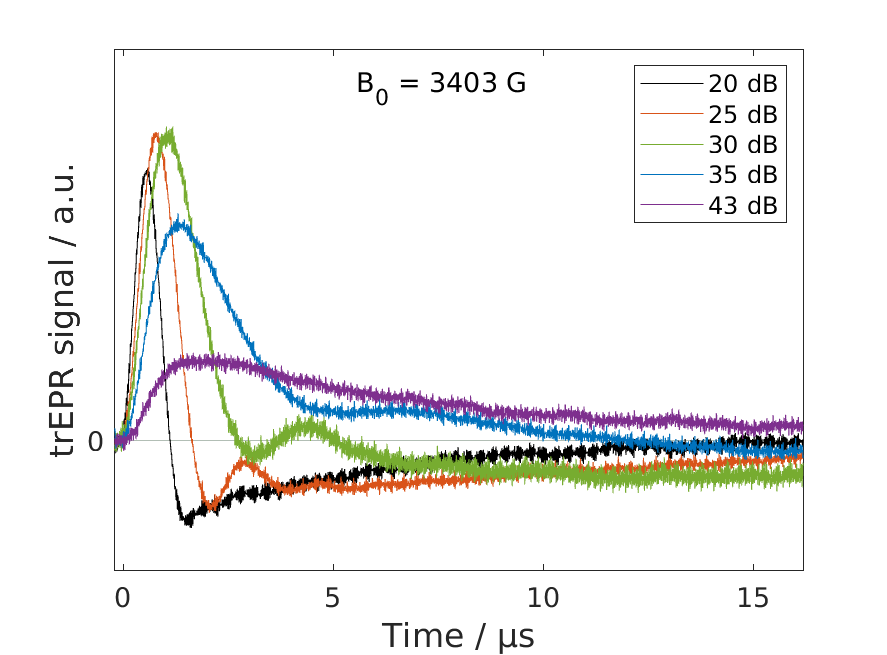 B0 = 3403 G
20 dB
25 dB
30 dB
35 dB
43 dB
trEPR signal / a.u.
0
0
5
10
15
Time / μs